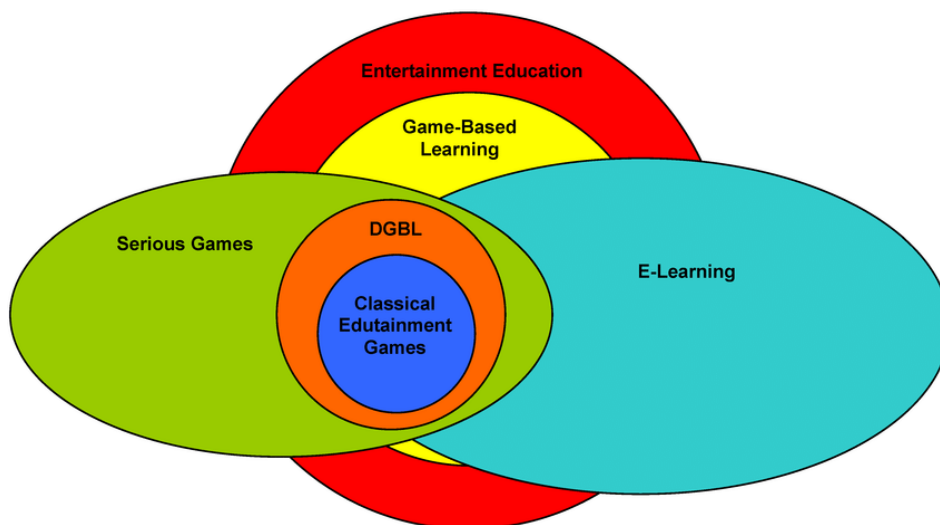 Entertainment Education
Game-Based
Learning
Serious Games
DGBL
E-Learning
Classical
Edutainment
Games